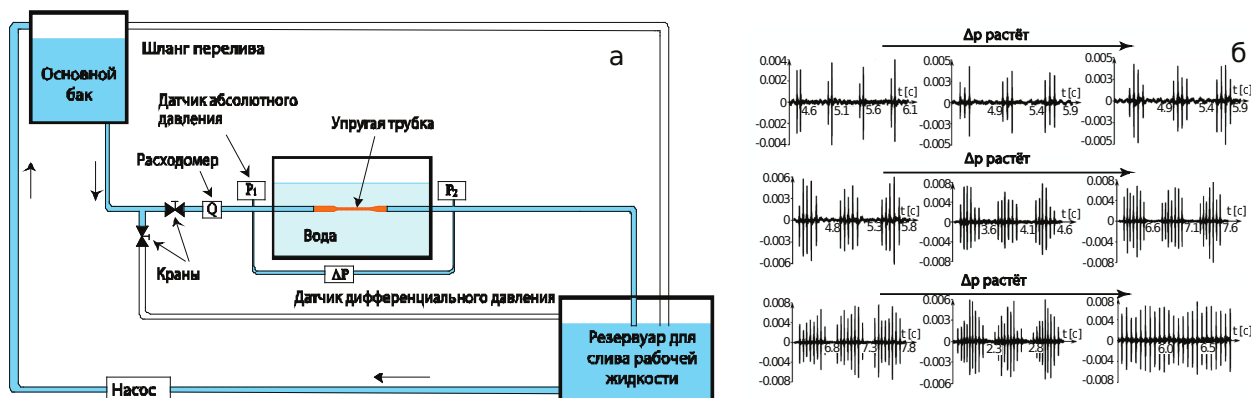 а
Шланг перелива
Основной
бак
Датчик абсолютного
давления
Упругая трубка
Расходомер
P₁
P₂
Q
Вода
Краны
ΔP
Датчик дифференциального давления
Резервуар для
слива рабочей
жидкости
Насос
б
Δp растёт
0.004
0.002
0
-0.002
-0.004
t [c]
4.6 5.1 5.6 6.1
0.005
0.003
0
-0.003
-0.005
t [c]
4.9 5.4 5.9
0.005
0.003
0
-0.003
-0.005
t [c]
4.9 5.4 5.9
Δp растёт
0.006
0.003
0
-0.003
-0.006
t [c]
4.8 5.3 5.8
0.008
0.004
0
-0.004
-0.008
t [c]
3.6 4.1 4.6
0.008
0.004
0
-0.004
-0.008
t [c]
6.6 7.1 7.6
Δp растёт
0.008
0.004
0
-0.004
-0.008
t [c]
6.8 7.3 7.8
0.006
0.003
0
-0.003
-0.006
t [c]
2.3 2.8
0.008
0.004
0
-0.004
-0.008
t [c]
6.0 6.5